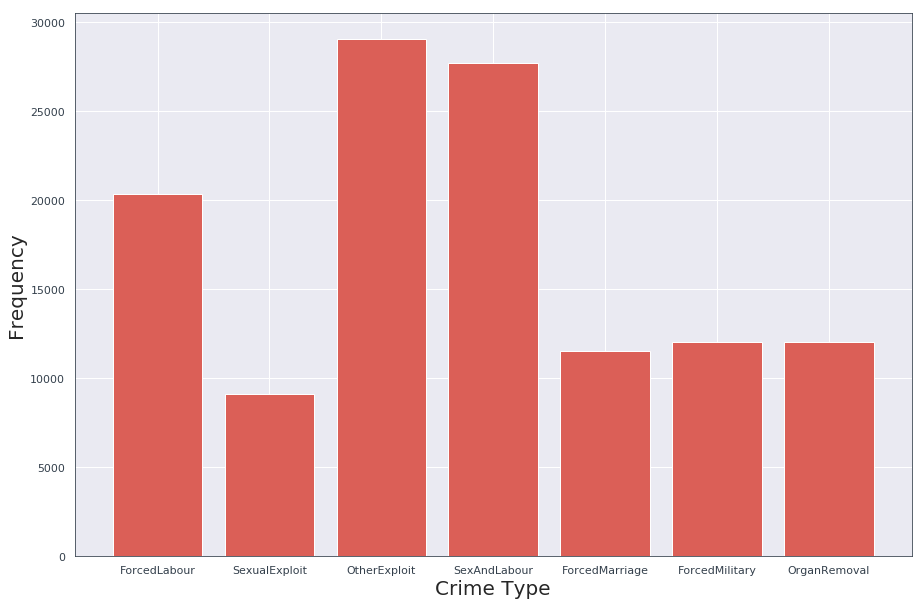 30000
25000
20000
15000
10000
5000
0
Frequency
ForcedLabour SexualExploit OtherExploit SexAndLabour ForcedMarriage ForcedMilitary OrganRemoval
Crime Type